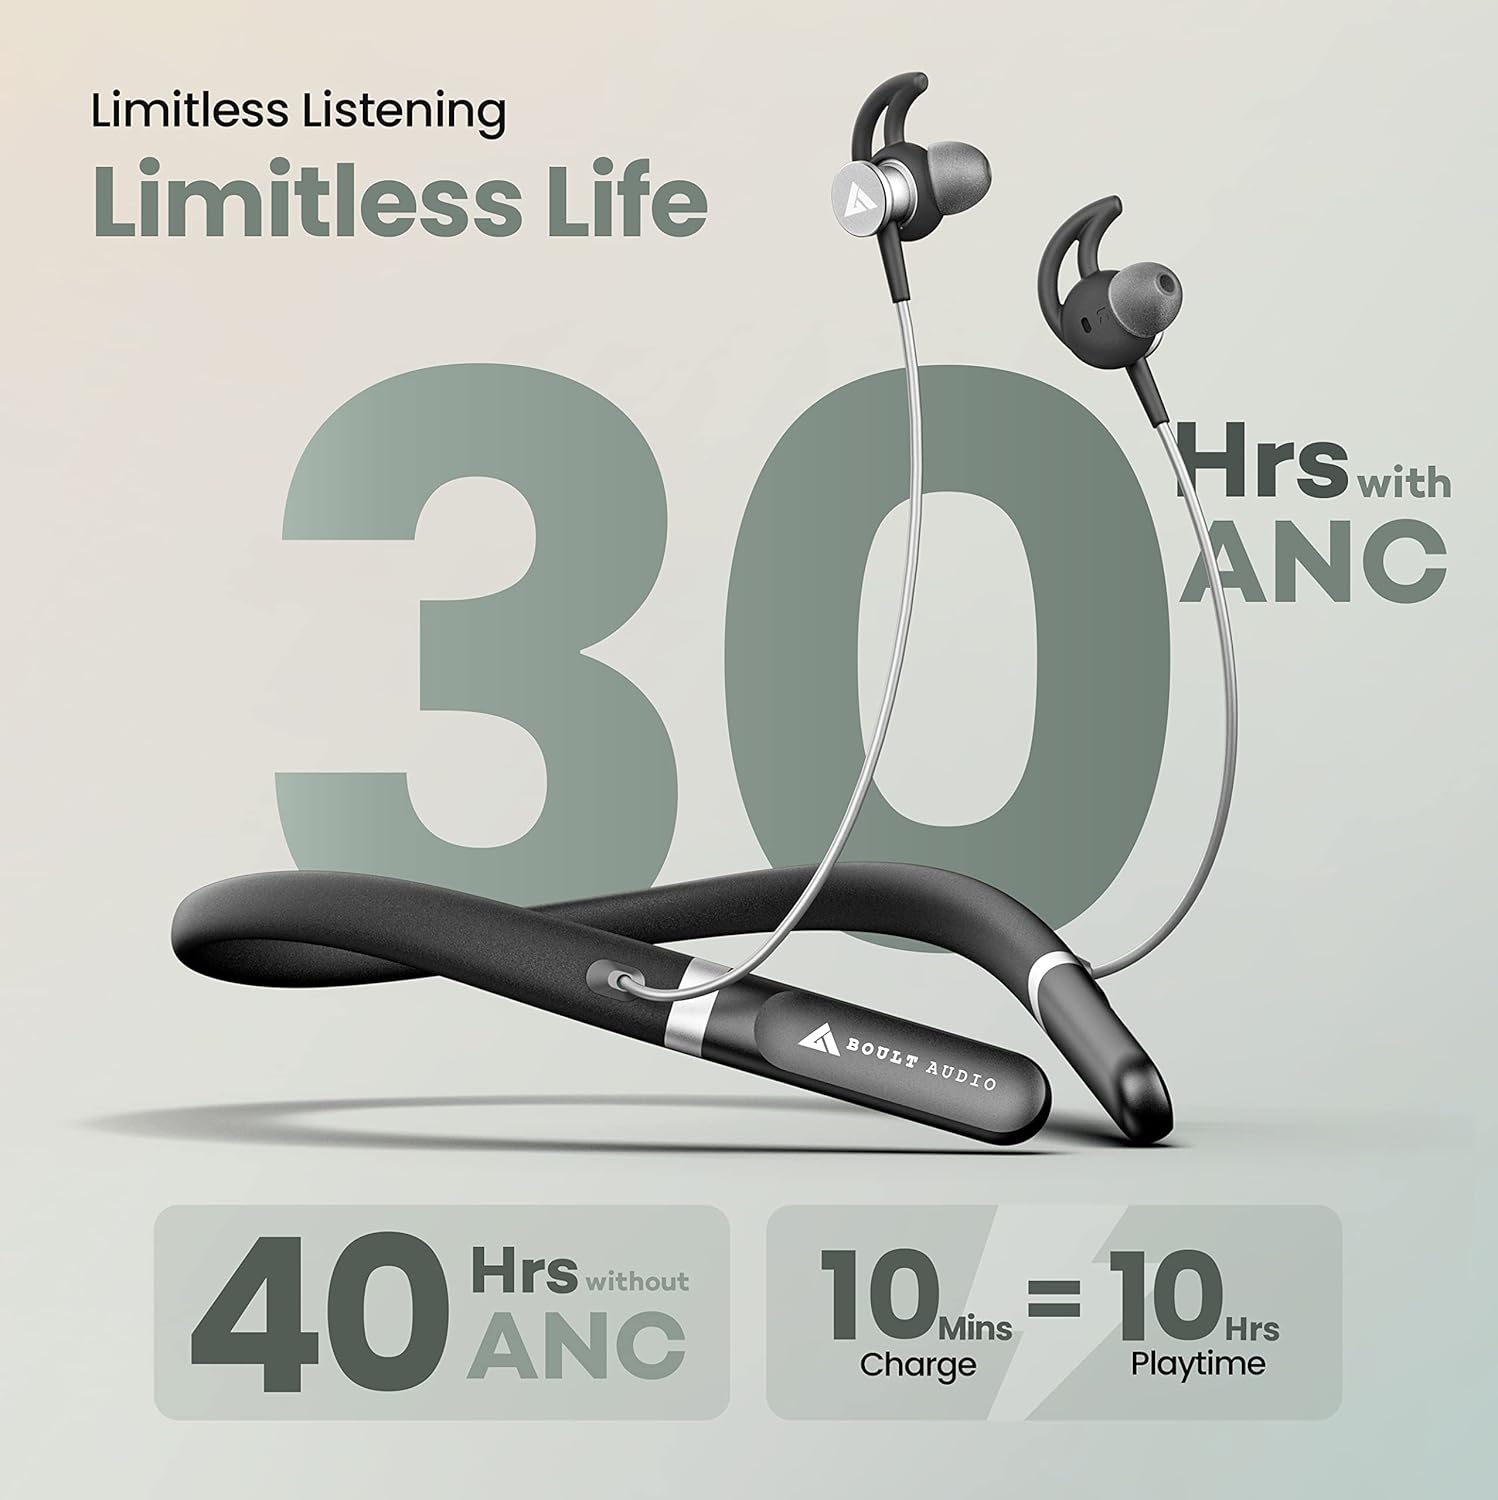 Limitless Listening
Limitless Life
30 Hrs with
ANC
BOULT AUDIO
40 Hrs without
ANC
10 Mins = 10 Hrs
Charge Playtime